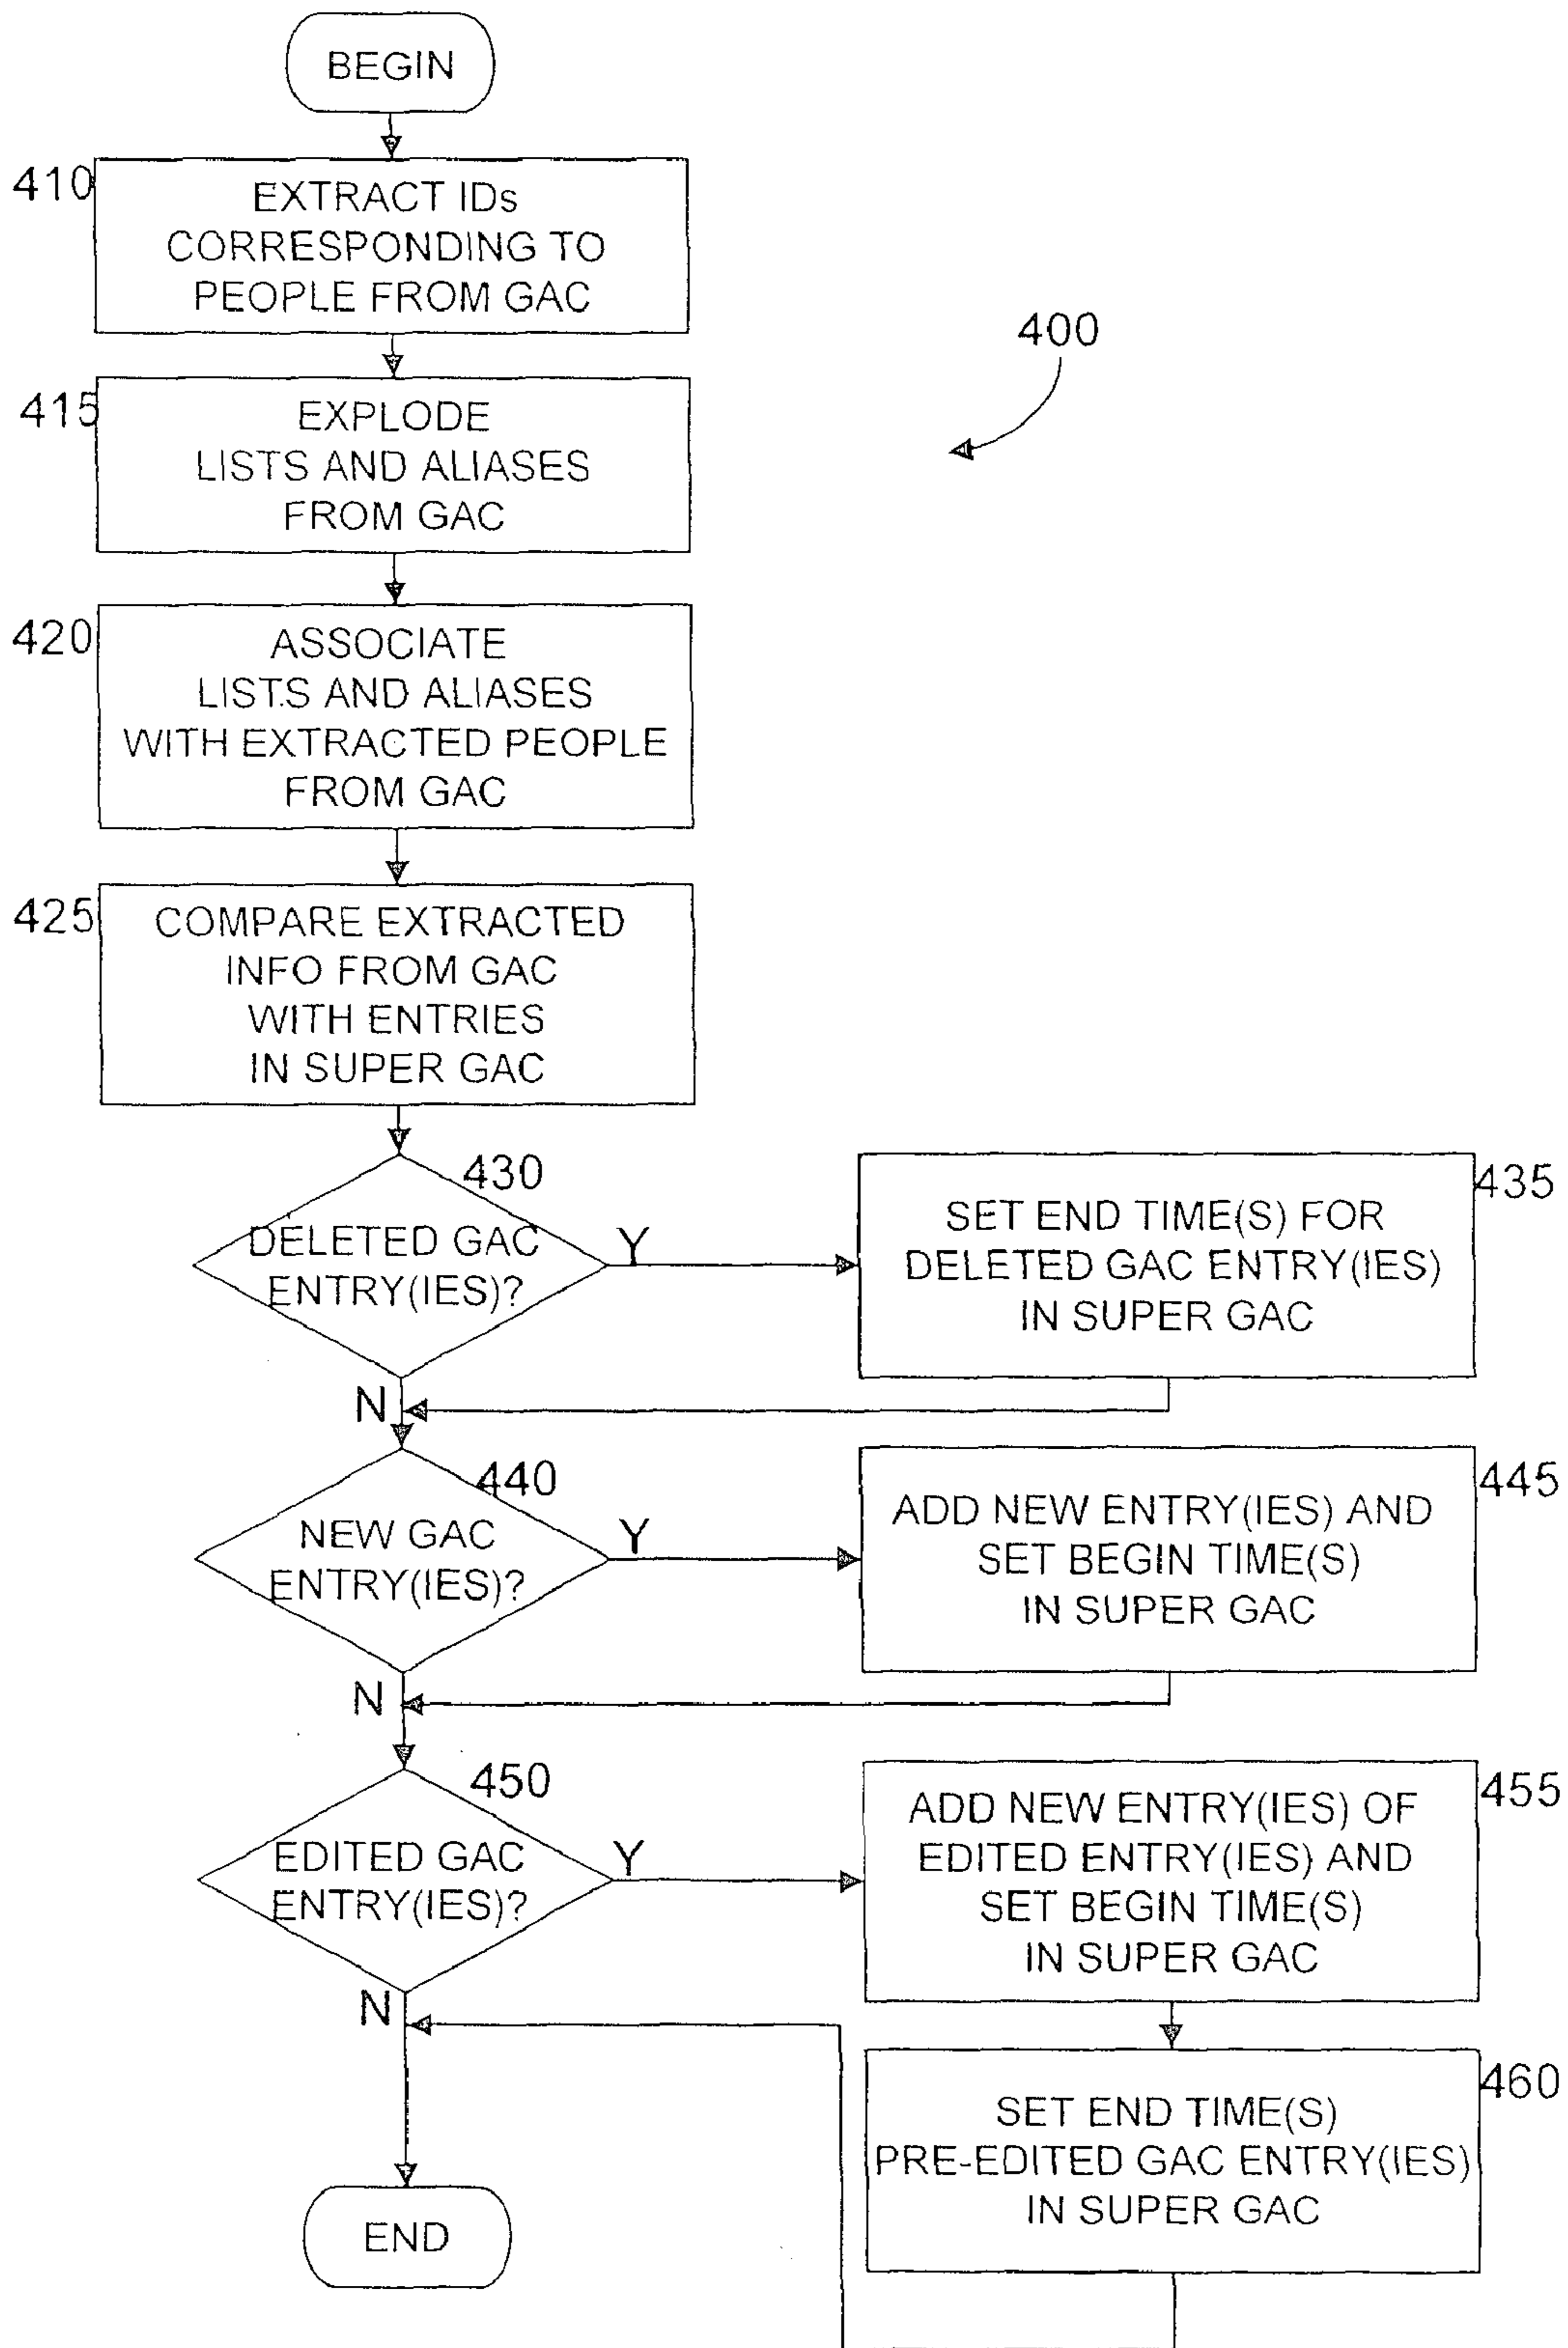 BEGIN
410
EXTRACT IDs
CORRESPONDING TO
PEOPLE FROM GAC
400
415
EXPLODE
LISTS AND ALIASES
FROM GAC
420
ASSOCIATE
LISTS AND ALIASES
WITH EXTRACTED PEOPLE
FROM GAC
425
COMPARE EXTRACTED
INFO FROM GAC
WITH ENTRIES
IN SUPER GAC
430
DELETED GAC
ENTRY(IES)?
Y
435
SET END TIME(S) FOR
DELETED GAC ENTRY(IES)
IN SUPER GAC
N
440
NEW GAC
ENTRY(IES)?
Y
445
ADD NEW ENTRY(IES) AND
SET BEGIN TIME(S)
IN SUPER GAC
N
450
EDITED GAC
ENTRY(IES)?
Y
455
ADD NEW ENTRY(IES) OF
EDITED ENTRY(IES) AND
SET BEGIN TIME(S)
IN SUPER GAC
N
460
SET END TIME(S)
PRE-EDITED GAC ENTRY(IES)
IN SUPER GAC
END